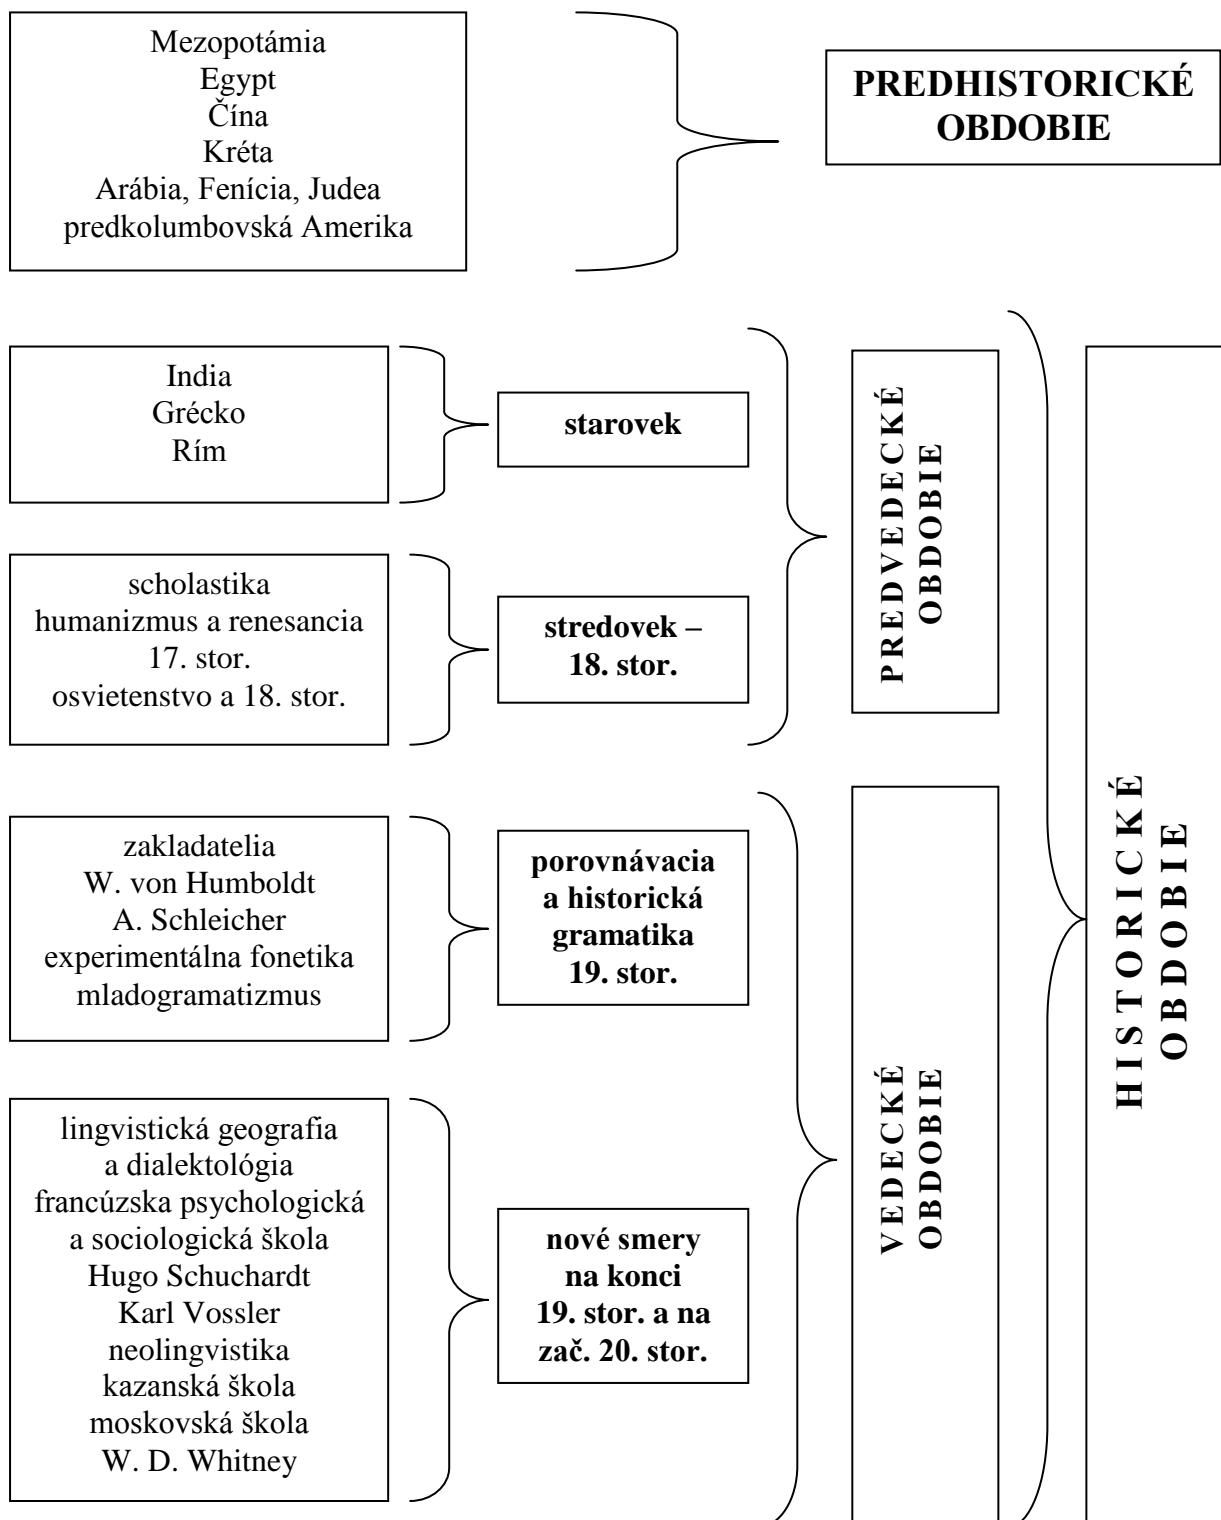 Mezopotámia
Egypt
Čína
Kréta
Arábia, Fenícia, Judea
predkolumbovská Amerika
PREDHISTORICKÉ
OBDOBIE
India
Grécko
Rím
starovek
scholastika
humanizmus a renesancia
17. stor.
osvietenstvo a 18. stor.
stredovek –
18. stor.
PREDVEDECKÉ
OBDOBIE
zakladatelia
W. von Humboldt
A. Schleicher
experimentálna fonetika
mladogramatizmus
porovnávacia
a historická
gramatika
19. stor.
lingvistická geografia
a dialektológia
francúzska psychologická
a sociologická škola
Hugo Schuchardt
Karl Vossler
neolingvistika
kazanská škola
moskovská škola
W. D. Whitney
nové smery
na konci
19. stor. a na
zač. 20. stor.
VEDECKÉ
OBDOBIE
HISTORICKÉ
OBDOBIE